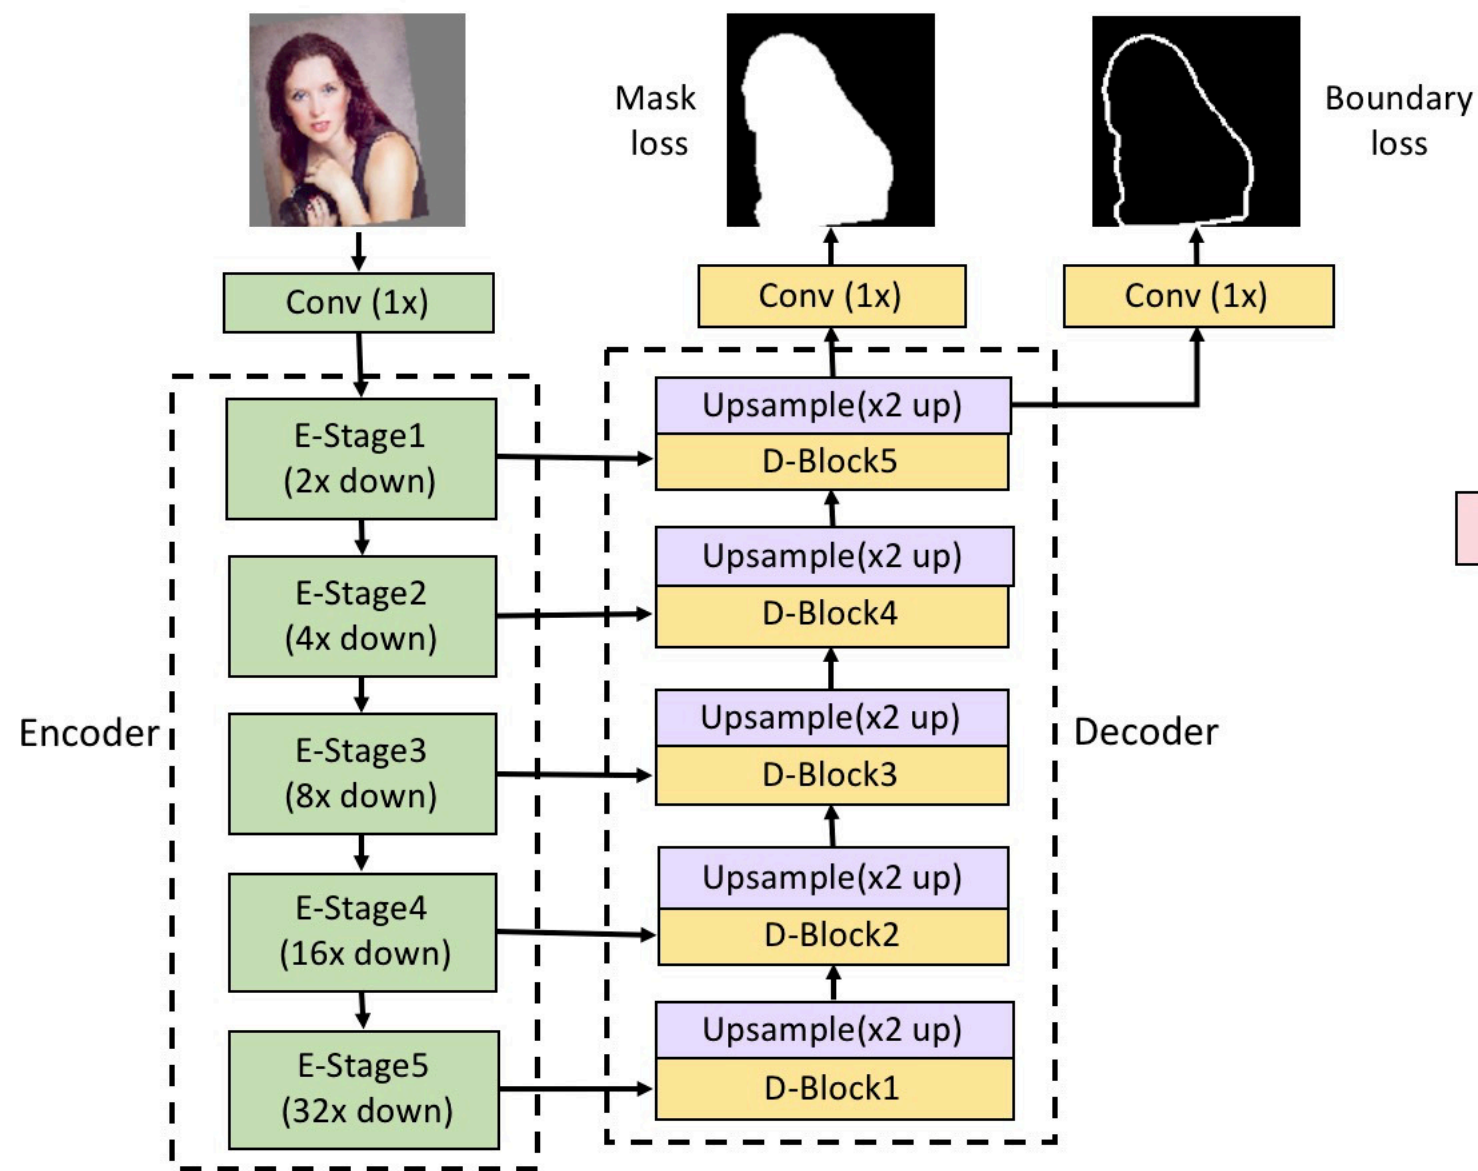 Mask
loss
Boundary
loss
Conv (1x)
Conv (1x)
Conv (1x)
Encoder
E-Stage1
(2x down)
E-Stage2
(4x down)
E-Stage3
(8x down)
E-Stage4
(16x down)
E-Stage5
(32x down)
Upsample(x2 up)
D-Block5
Upsample(x2 up)
D-Block4
Upsample(x2 up)
D-Block3
Upsample(x2 up)
D-Block2
Upsample(x2 up)
D-Block1
Decoder